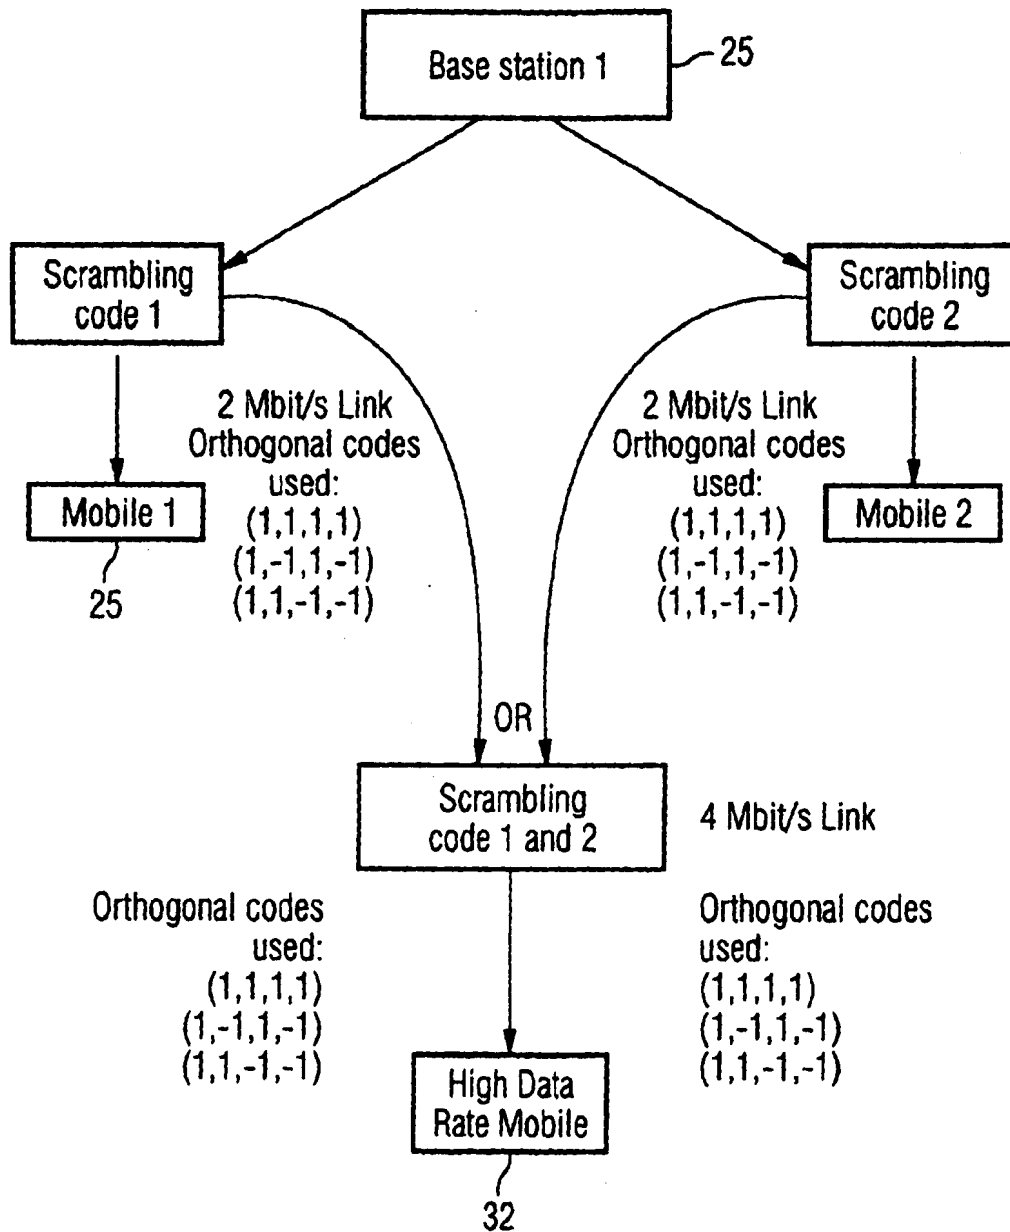 Base station 1
25
Scrambling
code 1
Scrambling
code 2
2 Mbit/s Link
Orthogonal codes
used:
(1,1,1,1)
(1,-1,1,-1)
(1,1,-1,-1)
2 Mbit/s Link
Orthogonal codes
used:
(1,1,1,1)
(1,-1,1,-1)
(1,1,-1,-1)
Mobile 1
25
Mobile 2
OR
Scrambling
code 1 and 2
4 Mbit/s Link
Orthogonal codes
used:
(1,1,1,1)
(1,-1,1,-1)
(1,1,-1,-1)
Orthogonal codes
used:
(1,1,1,1)
(1,-1,1,-1)
(1,1,-1,-1)
High Data
Rate Mobile
32